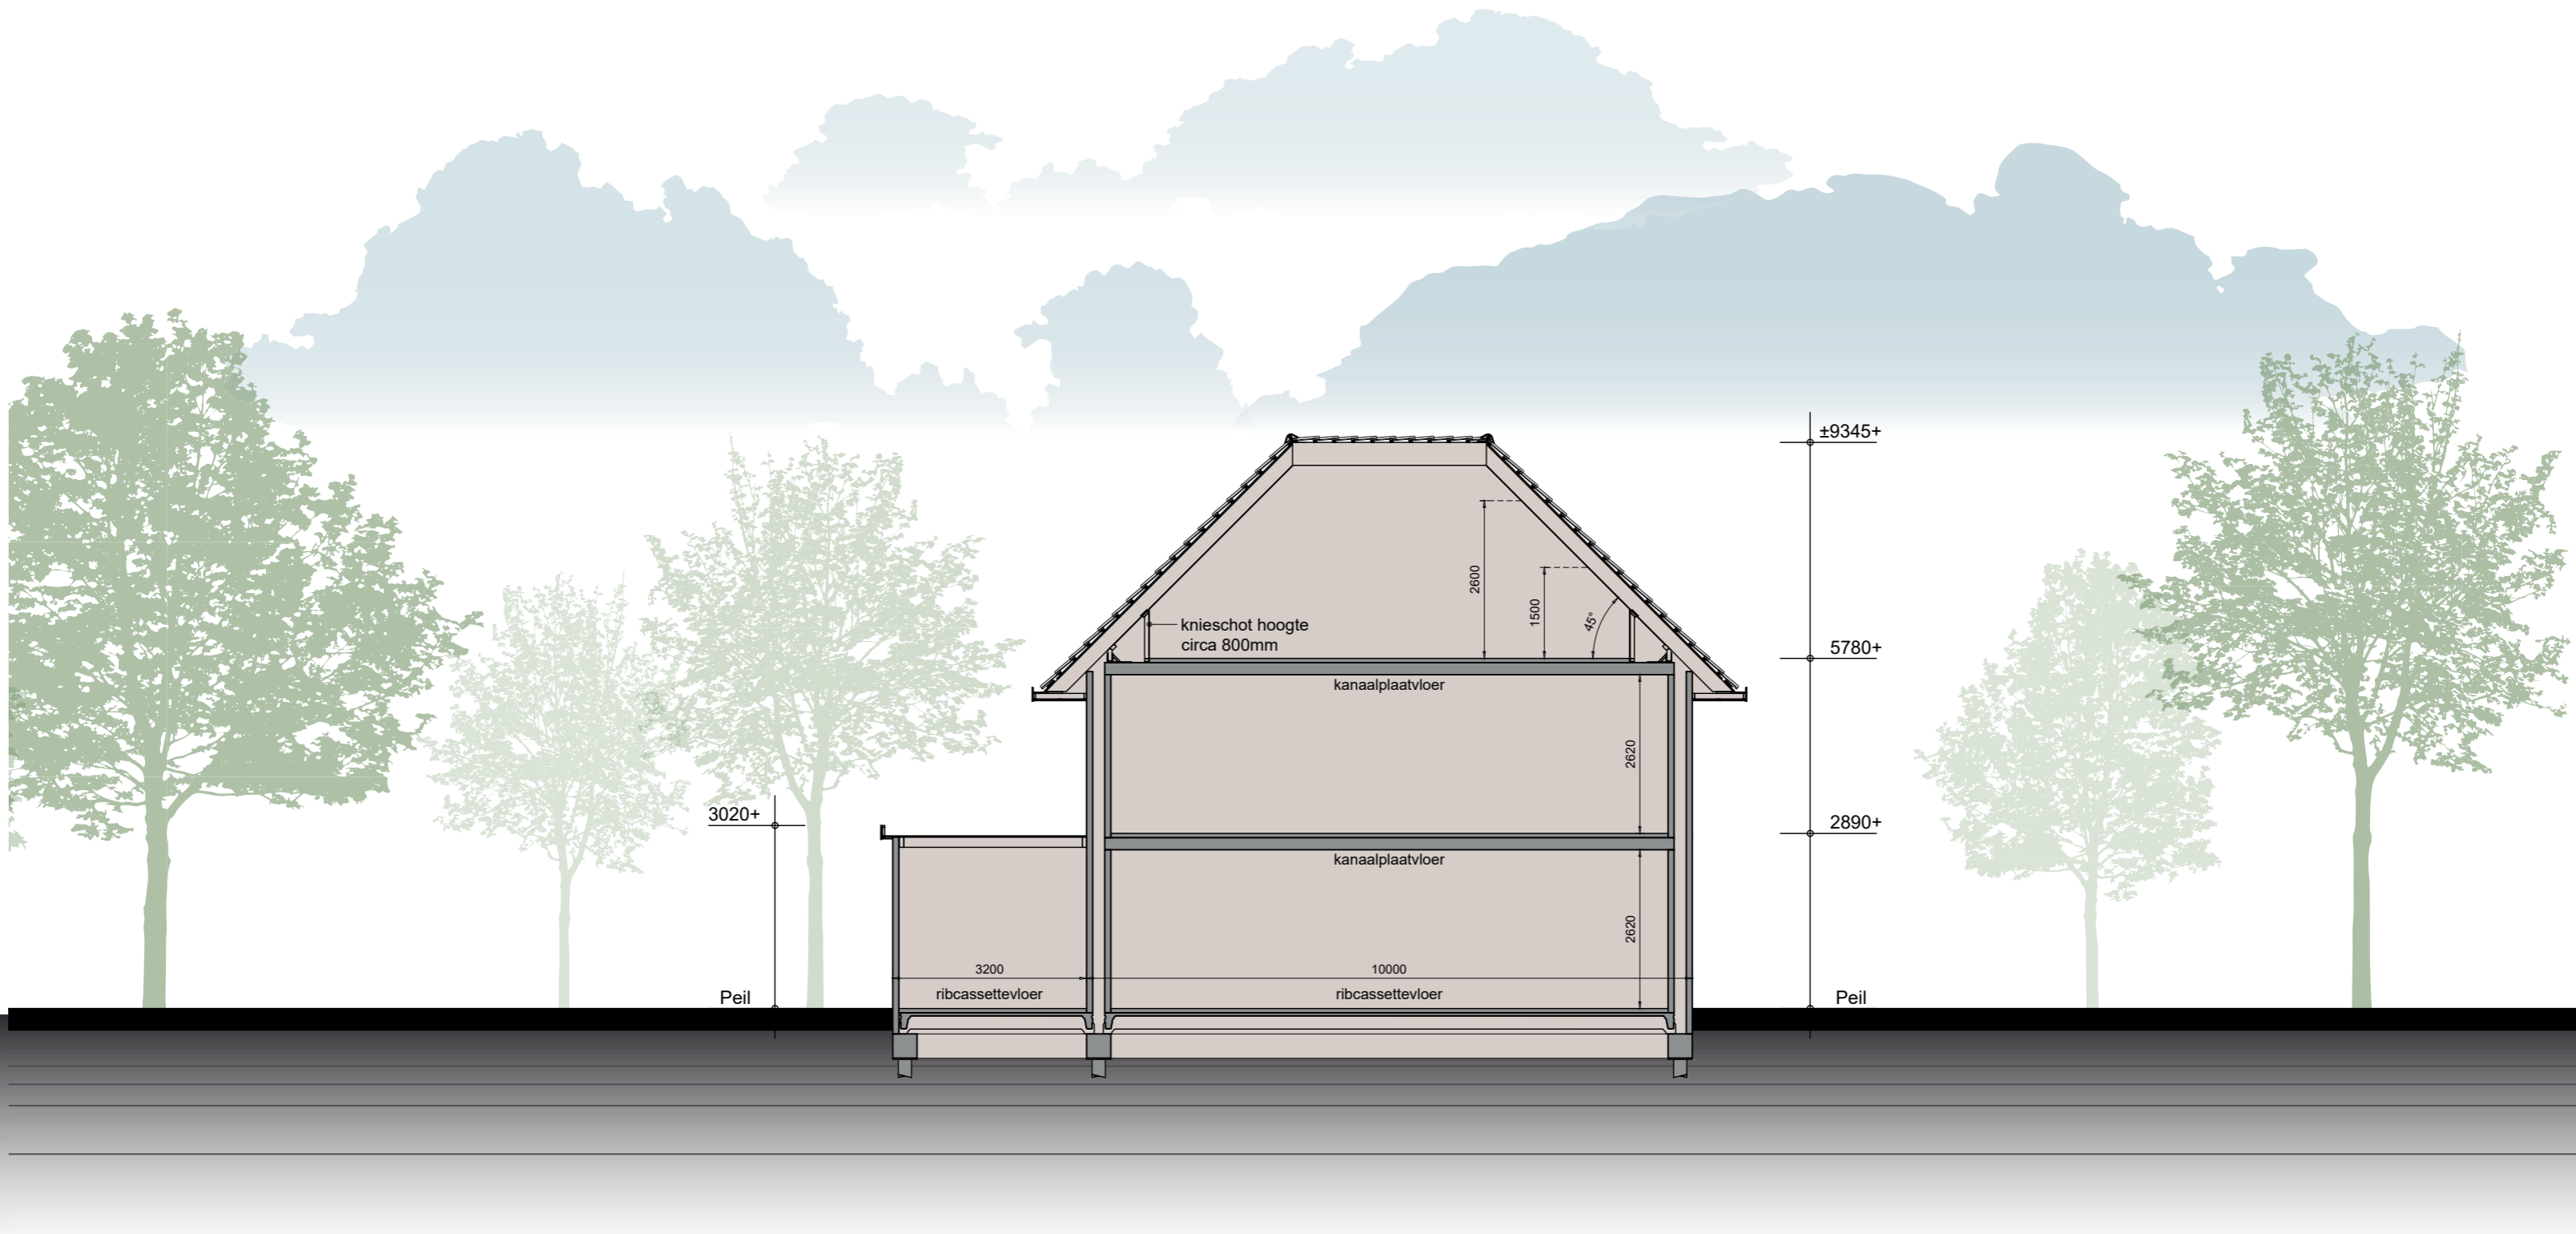 ±9345+
2600
1500
45°
knieschot hoogte
circa 800mm
5780+
kanaalplaatvloer
2620
3020+
2890+
kanaalplaatvloer
2620
3200
10000
ribcassettevloer
ribcassettevloer
Peil
Peil